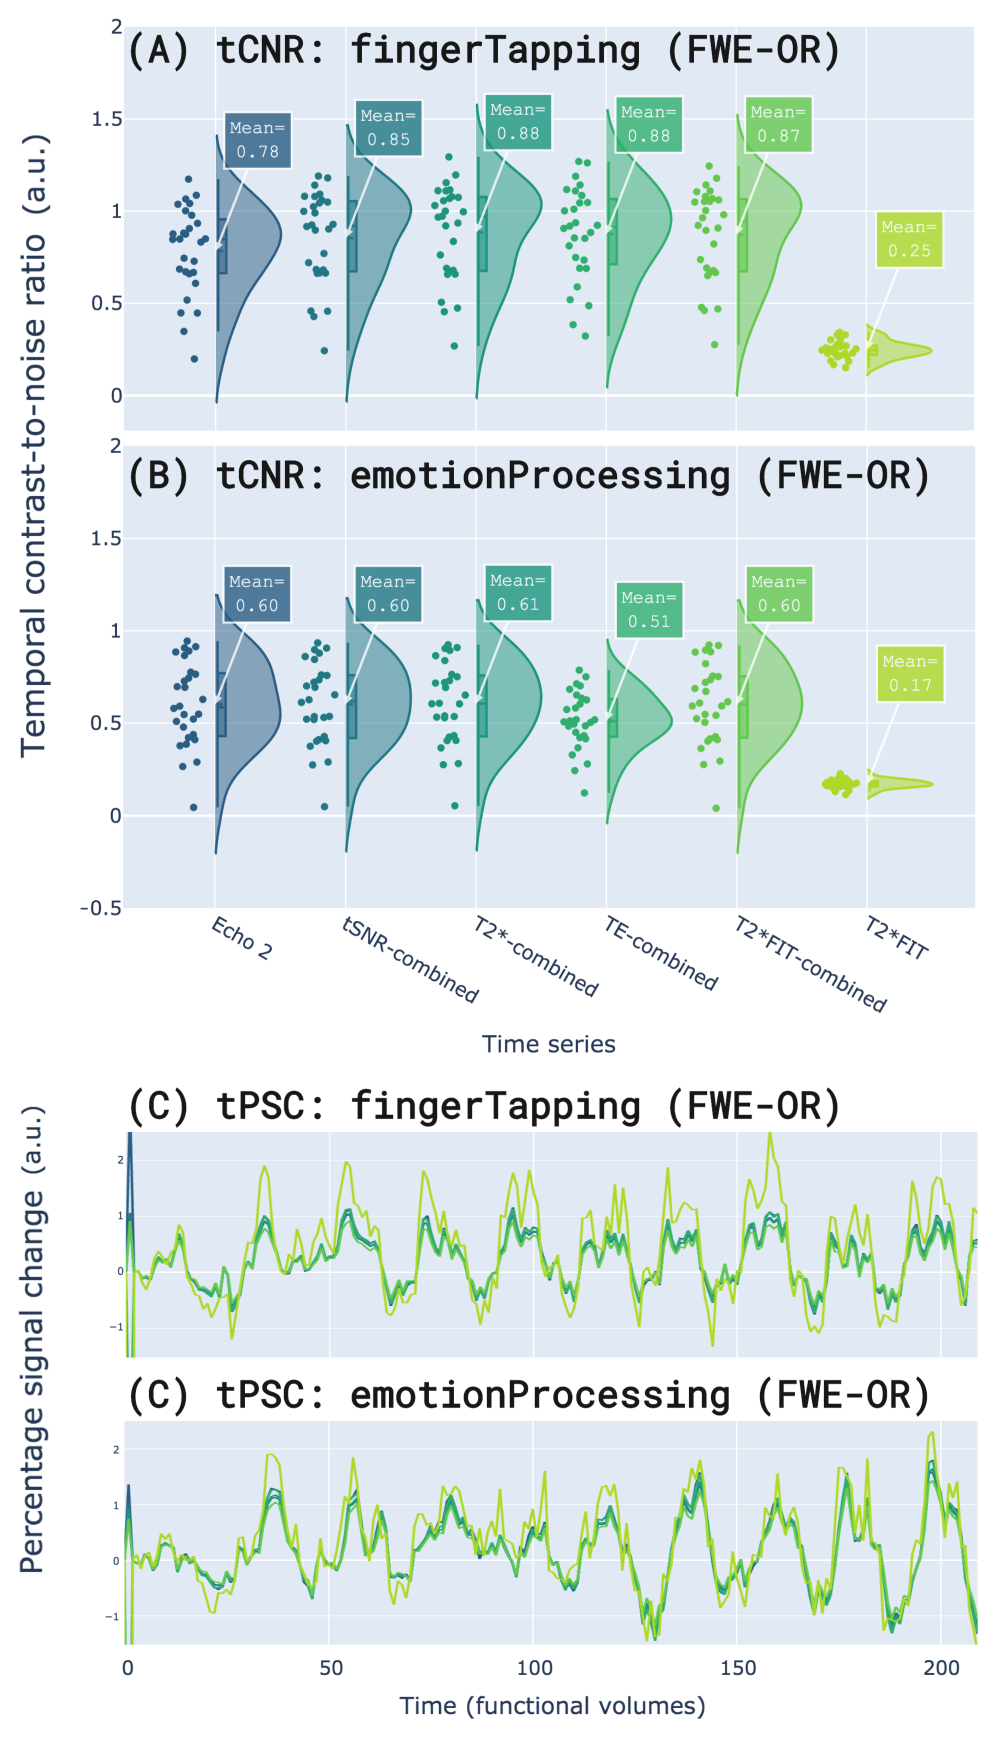 Temporal contrast-to-noise ratio (a.u.)
(A) tCNR: fingerTapping (FWE-OR)
2
1.5
1
0.5
0
Mean=
0.78
Mean=
0.85
Mean=
0.88
Mean=
0.88
Mean=
0.87
Mean=
0.25
(B) tCNR: emotionProcessing (FWE-OR)
2
1.5
1
0.5
0
-0.5
Mean=
0.60
Mean=
0.60
Mean=
0.61
Mean=
0.51
Mean=
0.60
Mean=
0.17
Echo 2
tSNR-combined
T2*-combined
TE-combined
T2*FIT-combined
T2*FIT
Time series
Percentage signal change (a.u.)
(C) tPSC: fingerTapping (FWE-OR)
2
1
0
−1
(C) tPSC: emotionProcessing (FWE-OR)
2
1
0
−1
0
50
100
150
200
Time (functional volumes)